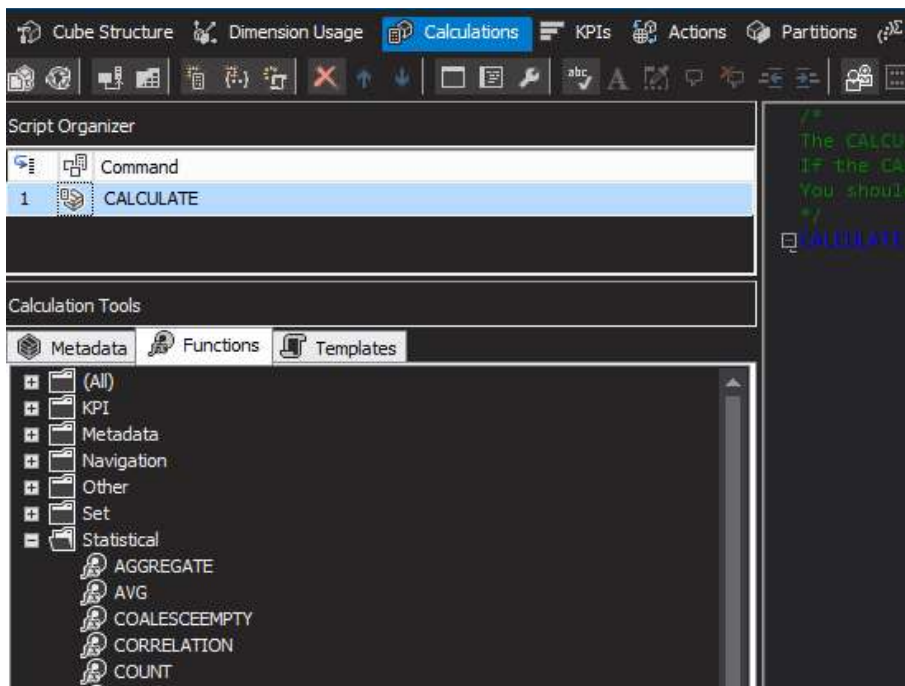 Cube Structure Dimension Usage Calculations KPIs Actions Partitions
abc
Script Organizer
Command
1 CALCULATE
/*
The CALCU
If the CA
You shoul
*/
CALCULATE
Calculation Tools
Metadata Functions Templates
(All)
KPI
Metadata
Navigation
Other
Set
Statistical
AGGREGATE
AVG
COALESCEEMPTY
CORRELATION
COUNT